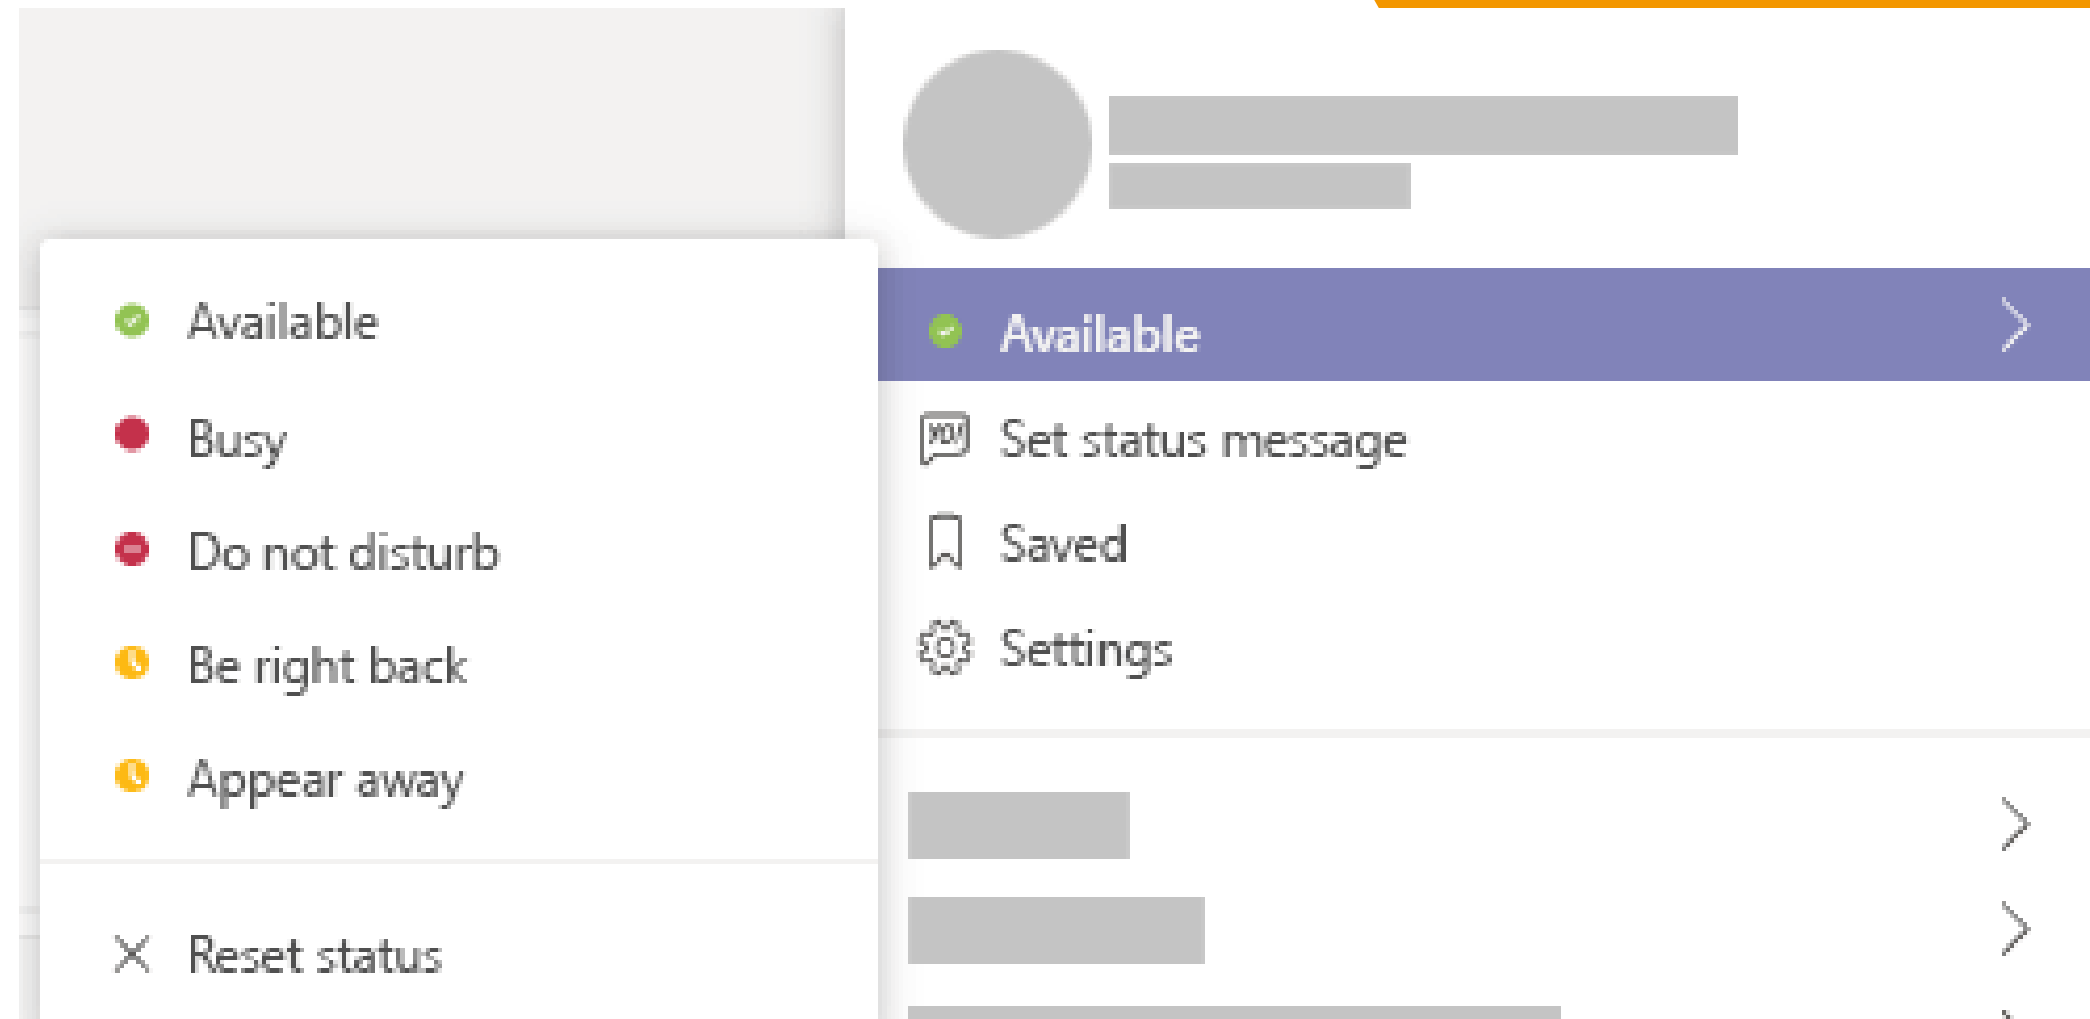 Available
Busy
Do not disturb
Be right back
Appear away
Reset status
Available
Set status message
Saved
Settings